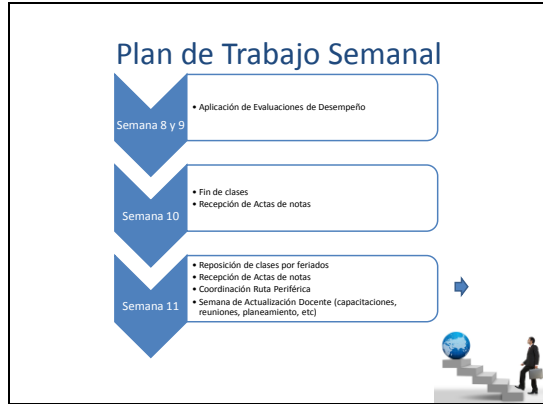 Plan de Trabajo Semanal
Semana 8 y 9
• Aplicación de Evaluaciones de Desempeño
Semana 10
• Fin de clases
• Recepción de Actas de notas
Semana 11
• Reposición de clases por feriados
• Recepción de Actas de notas
• Coordinación Ruta Periférica
• Semana de Actualización Docente (capacitaciones,
reuniones, planeamiento, etc)